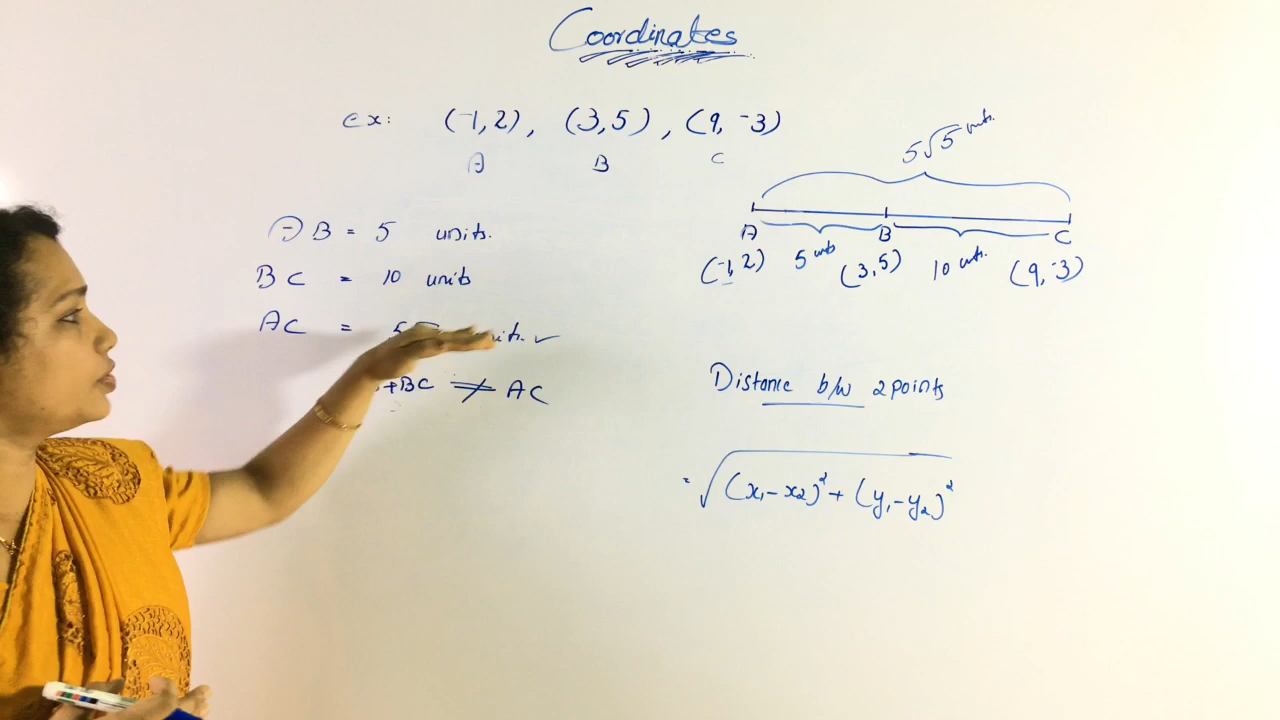 Coordinates
ex: (-1,2), (3,5), (9,-3)
A B C
5√5 units.
A B C
(-1,2) 5 units (3,5) 10 units. (9,-3)
AB = 5 units.
BC = 10 units
AC = 5 ✓
+BC ≠ AC
Distance b/w 2 points
= √(x₁-x₂)² + (y₁-y₂)²